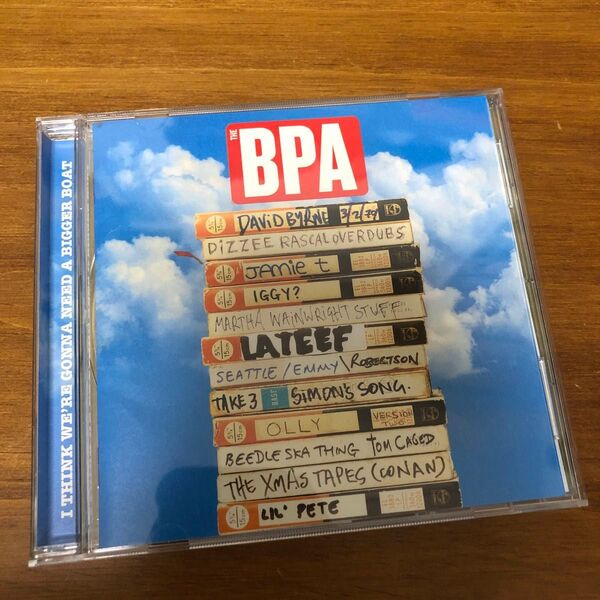 I THINK WE'RE GONNA NEED A BIGGER BOAT
THE
BPA
DAVID BYRNE 3/2/79
DIZZEE RASCAL OVERDUBS
JAMIE T
IGGY?
MARTHA WAINWRIGHT STUFF...
LATEEF
SEATTLE/EMMY\ROBERTSON
TAKE 3 BASF SIMON'S SONG.
OLLY VERSION TWO
BEEDLE SKA THING TOM CAGED
THE XMAS TAPES (CONAN)
LIL' PETE